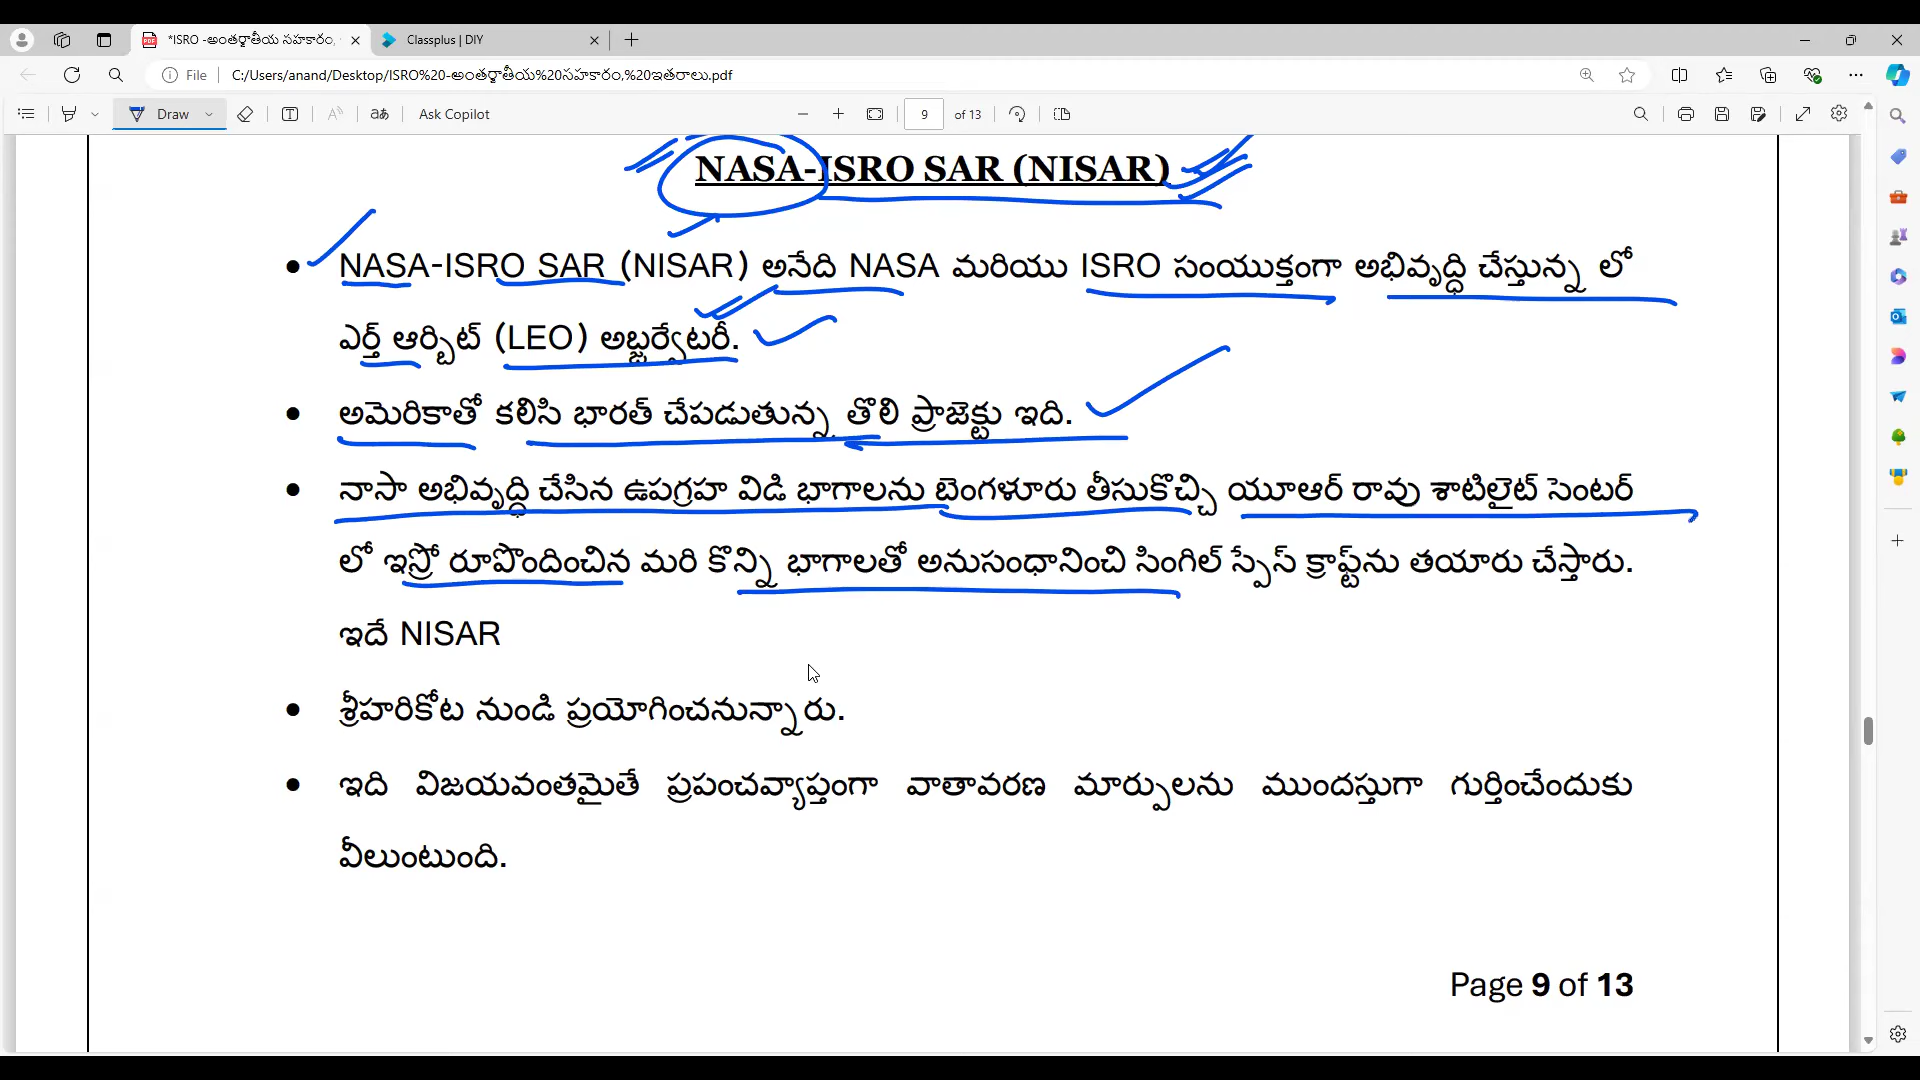 *ISRO -అంతర్జాతీయ సహకారం,
Classplus | DIY
File
C:/Users/anand/Desktop/ISRO%20-అంతర్జాతీయ%20సహకారం,%20ఇతరాలు.pdf
Draw
aあ
Ask Copilot
9 of 13
NASA-ISRO SAR (NISAR)
• NASA-ISRO SAR (NISAR) అనేది NASA మరియు ISRO సంయుక్తంగా అభివృద్ధి చేస్తున్న లో
ఎర్త్ ఆర్బిట్ (LEO) అబ్జర్వేటరీ.
• అమెరికాతో కలిసి భారత్ చేపడుతున్న తొలి ప్రాజెక్టు ఇది.
• నాసా అభివృద్ధి చేసిన ఉపగ్రహ విడి భాగాలను బెంగళూరు తీసుకొచ్చి యూఆర్ రావు శాటిలైట్ సెంటర్
లో ఇస్రో రూపొందించిన మరి కొన్ని భాగాలతో అనుసంధానించి సింగిల్ స్పేస్ క్రాఫ్ట్‌ను తయారు చేస్తారు.
ఇదే NISAR
• శ్రీహరికోట నుండి ప్రయోగించనున్నారు.
• ఇది విజయవంతమైతే ప్రపంచవ్యాప్తంగా వాతావరణ మార్పులను ముందస్తుగా గుర్తించేందుకు
వీలుంటుంది.
Page 9 of 13